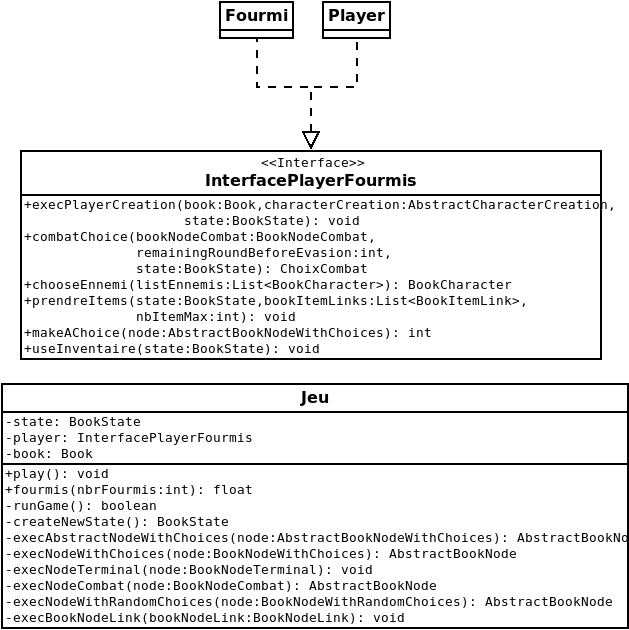 Fourmi
Player
<<Interface>>
InterfacePlayerFourmis
+execPlayerCreation(book:Book,characterCreation:AbstractCharacterCreation,
state:BookState): void
+combatChoice(bookNodeCombat:BookNodeCombat,
remainingRoundBeforeEvasion:int,
state:BookState): ChoixCombat
+chooseEnnemi(listEnnemis:List<BookCharacter>): BookCharacter
+prendreItems(state:BookState,bookItemLinks:List<BookItemLink>,
nbItemMax:int): void
+makeAChoice(node:AbstractBookNodeWithChoices): int
+useInventaire(state:BookState): void
Jeu
-state: BookState
-player: InterfacePlayerFourmis
-book: Book
+play(): void
+fourmis(nbrFourmis:int): float
-runGame(): boolean
-createNewState(): BookState
-execAbstractNodeWithChoices(node:AbstractBookNodeWithChoices): AbstractBookNo
-execNodeWithChoices(node:BookNodeWithChoices): AbstractBookNode
-execNodeTerminal(node:BookNodeTerminal): void
-execNodeCombat(node:BookNodeCombat): AbstractBookNode
-execNodeWithRandomChoices(node:BookNodeWithRandomChoices): AbstractBookNode
-execBookNodeLink(bookNodeLink:BookNodeLink): void